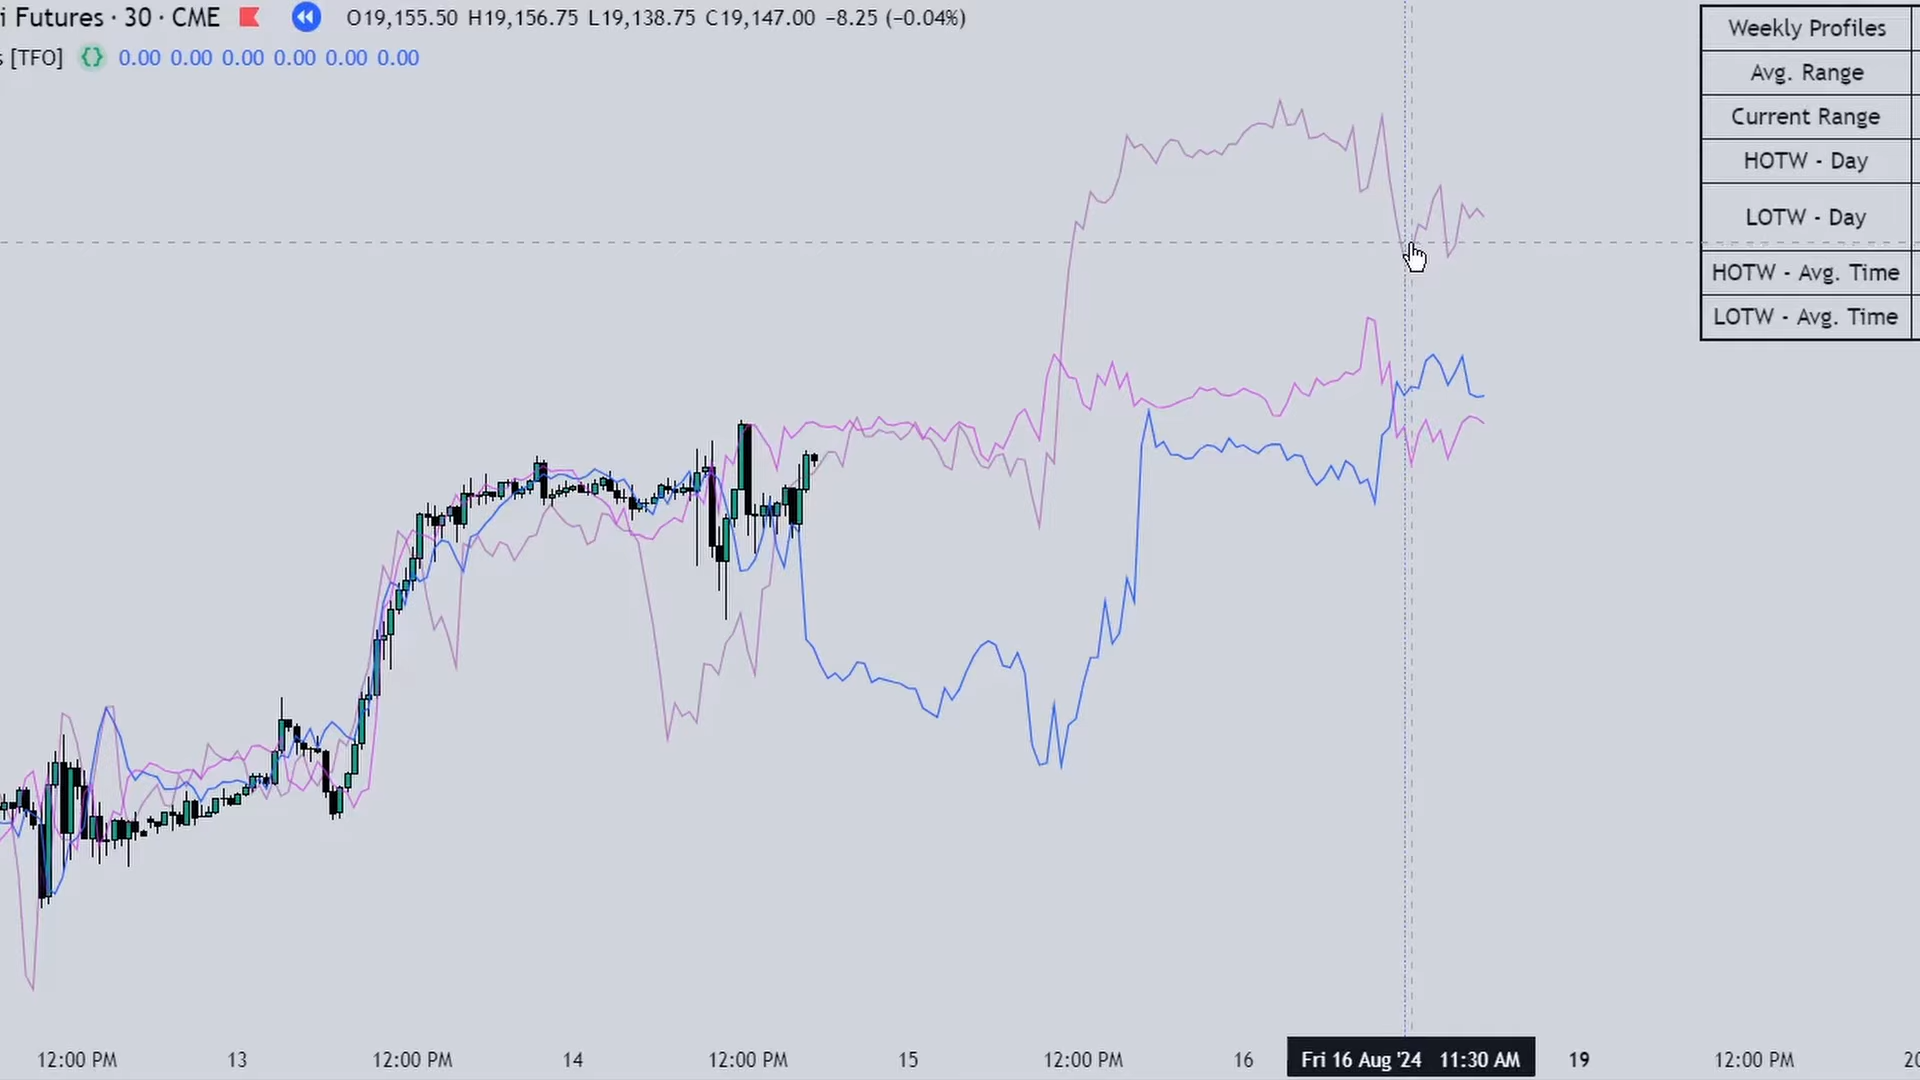 i Futures · 30 · CME O19,155.50 H19,156.75 L19,138.75 C19,147.00 −8.25 (−0.04%)
s [TFO] {} 0.00 0.00 0.00 0.00 0.00 0.00
Weekly Profiles
Avg. Range
Current Range
HOTW - Day
LOTW - Day
HOTW - Avg. Time
LOTW - Avg. Time
12:00 PM 13 12:00 PM 14 12:00 PM 15 12:00 PM 16 Fri 16 Aug '24 11:30 AM 19 12:00 PM 20